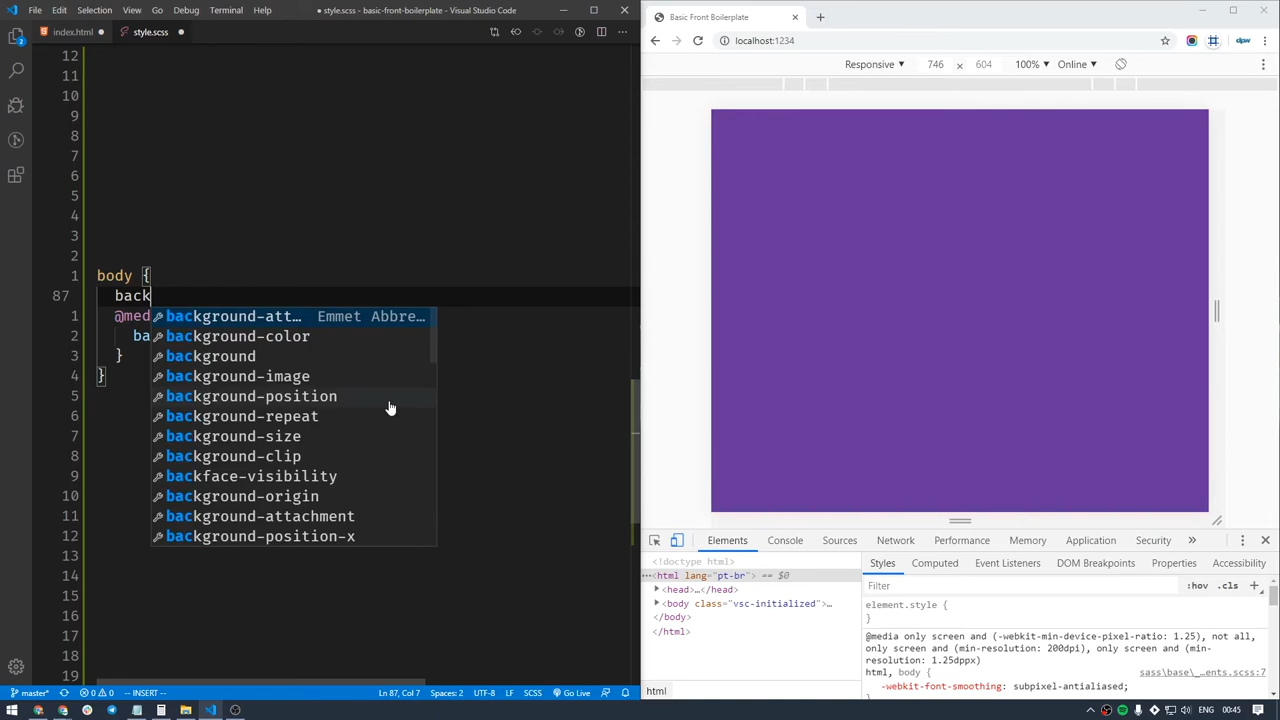 File Edit Selection View Go Debug Terminal Help
● style.scss - basic-front-boilerplate - Visual Studio Code
index.html
style.scss
12
11
10
9
8
7
6
5
4
3
2
1 body {
87 back
1 @med
2 ba
3 }
4 }
5
6
7
8
9
10
11
12
13
14
15
16
17
18
19
background-att… Emmet Abbre…
background-color
background
background-image
background-position
background-repeat
background-size
background-clip
backface-visibility
background-origin
background-attachment
background-position-x
master* 0 0 -- INSERT -- Ln 87, Col 7 Spaces: 2 UTF-8 LF SCSS Go Live
Basic Front Boilerplate
localhost:1234
dpw
Responsive 746 × 604 100% Online
Elements Console Sources Network Performance Memory Application Security »
<!doctype html>
…<html lang="pt-br"> == $0
<head>…</head>
<body class="vsc-initialized">…
</body>
</html>
html
Styles Computed Event Listeners DOM Breakpoints Properties Accessibility
Filter :hov .cls +
element.style {
}
@media only screen and (-webkit-min-device-pixel-ratio: 1.25), not all,
only screen and (min-resolution: 200dpi), only screen and (min-
resolution: 1.25dppx)
html, body { sass\base\_…ents.scss:7
-webkit-font-smoothing: subpixel-antialiased;
ENG 00:45